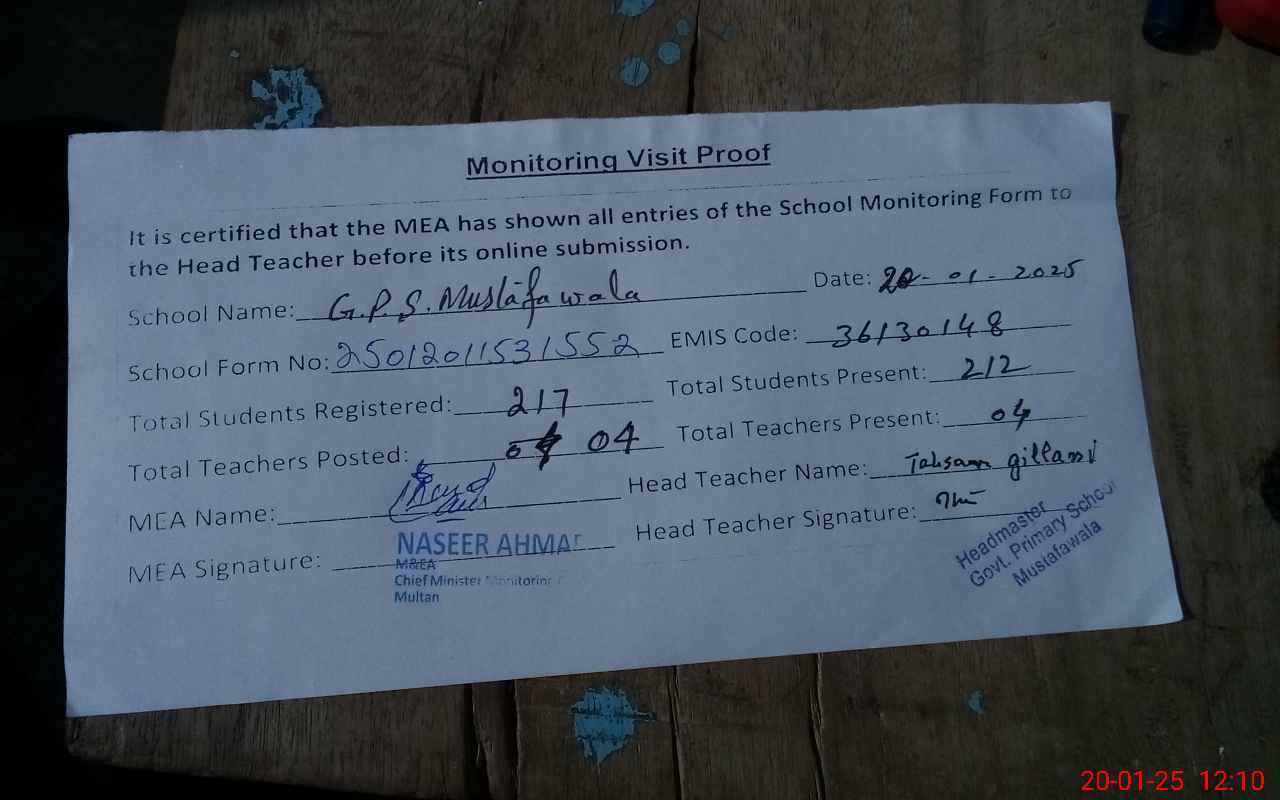 Monitoring Visit Proof
It is certified that the MEA has shown all entries of the School Monitoring Form to
the Head Teacher before its online submission.
School Name: G.P.S. Mustafawala Date: 20-01-2025
School Form No: 25012011531552 EMIS Code: 36130148
Total Students Registered: 217 Total Students Present: 212
Total Teachers Posted: 04 Total Teachers Present: 04
MEA Name: Head Teacher Name: Tahsam gillani
MEA Signature: Head Teacher Signature:
NASEER AHMAD
M&EA
Chief Minister Monitoring
Multan
Headmaster
Govt. Primary School
Mustafawala
20-01-25 12:10